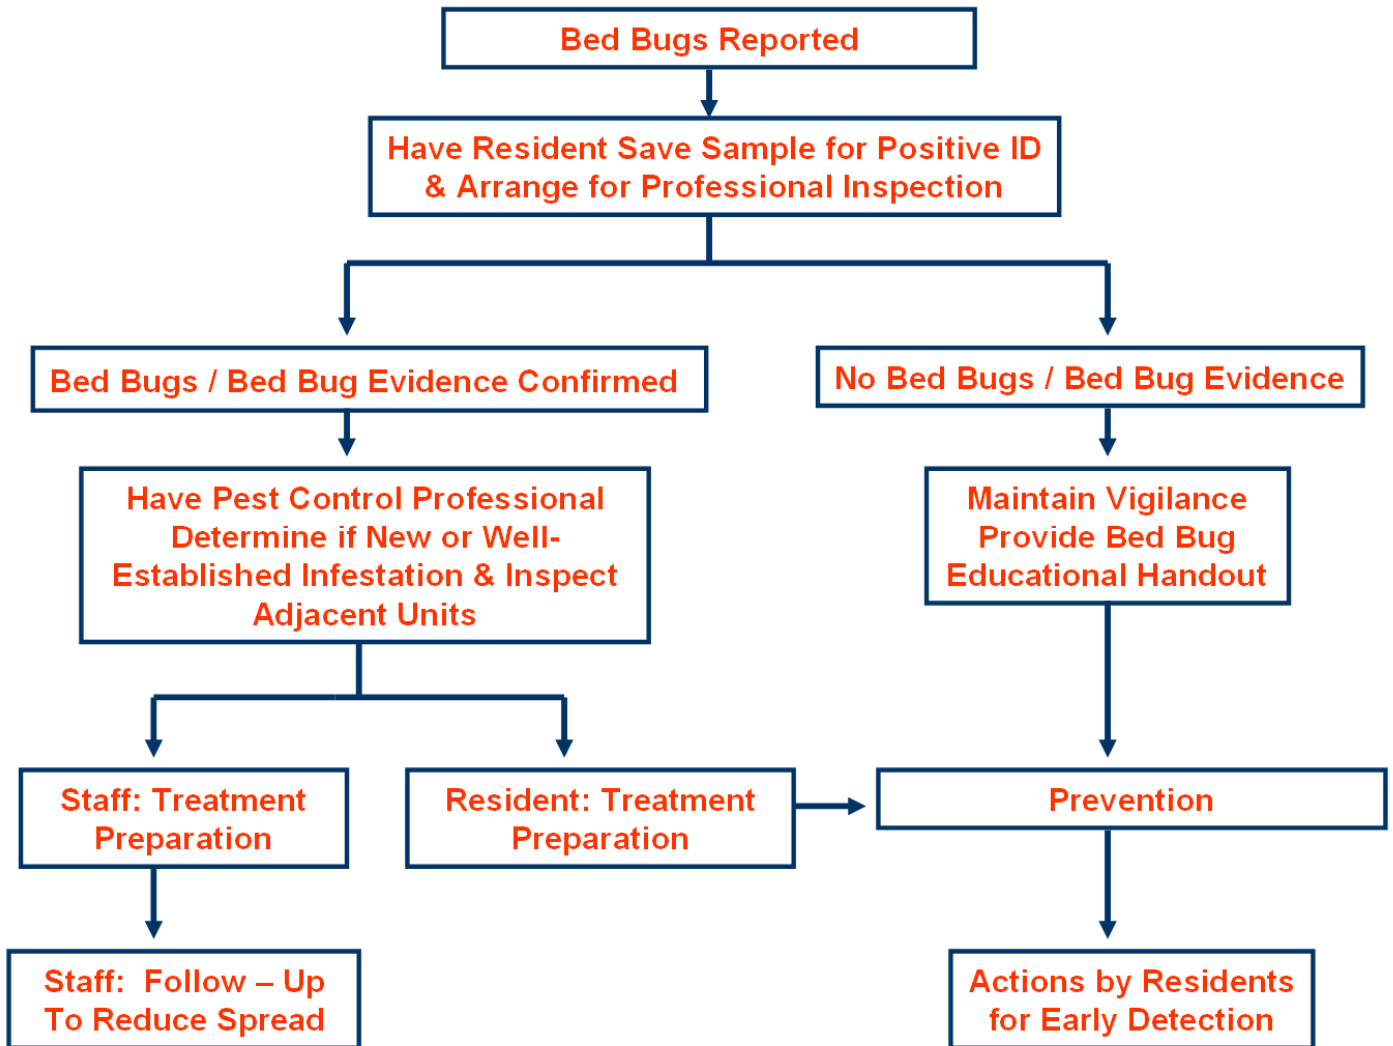 Bed Bugs Reported
Have Resident Save Sample for Positive ID
& Arrange for Professional Inspection
Bed Bugs / Bed Bug Evidence Confirmed
No Bed Bugs / Bed Bug Evidence
Have Pest Control Professional
Determine if New or Well-
Established Infestation & Inspect
Adjacent Units
Maintain Vigilance
Provide Bed Bug
Educational Handout
Staff: Treatment
Preparation
Resident: Treatment
Preparation
Prevention
Staff:  Follow – Up
To Reduce Spread
Actions by Residents
for Early Detection